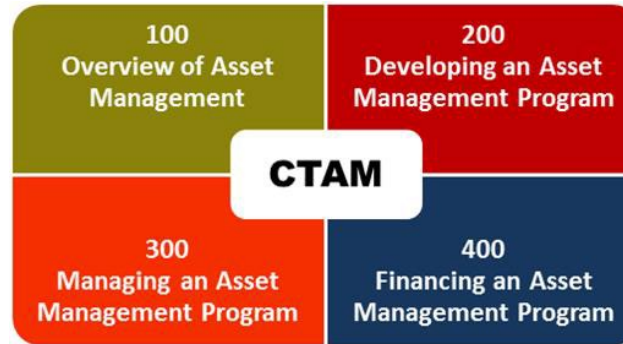 100
Overview of Asset
Management
200
Developing an Asset
Management Program
CTAM
300
Managing an Asset
Management Program
400
Financing an Asset
Management Program